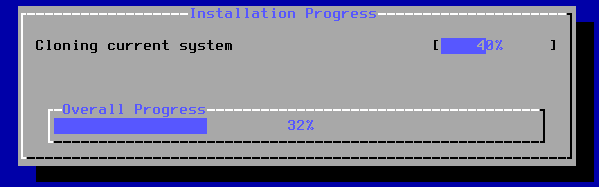 Installation Progress
Cloning current system [ 40% ]
Overall Progress
32%